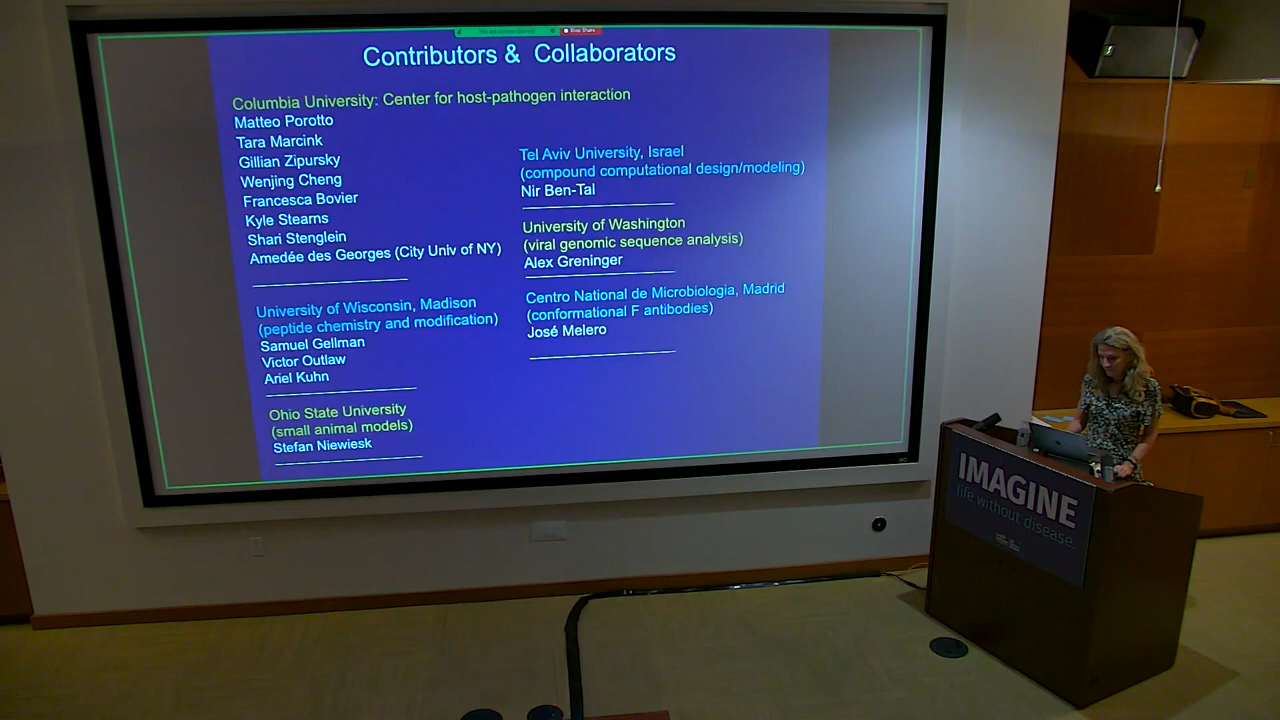 Contributors & Collaborators
Columbia University: Center for host-pathogen interaction
Matteo Porotto
Tara Marcink
Gillian Zipursky
Wenjing Cheng
Francesca Bovier
Kyle Stearns
Shari Stenglein
Amedée des Georges (City Univ of NY)
University of Wisconsin, Madison
(peptide chemistry and modification)
Samuel Gellman
Victor Outlaw
Ariel Kuhn
Ohio State University
(small animal models)
Stefan Niewiesk
Tel Aviv University, Israel
(compound computational design/modeling)
Nir Ben-Tal
University of Washington
(viral genomic sequence analysis)
Alex Greninger
Centro National de Microbiologia, Madrid
(conformational F antibodies)
José Melero
IMAGINE
life without disease.